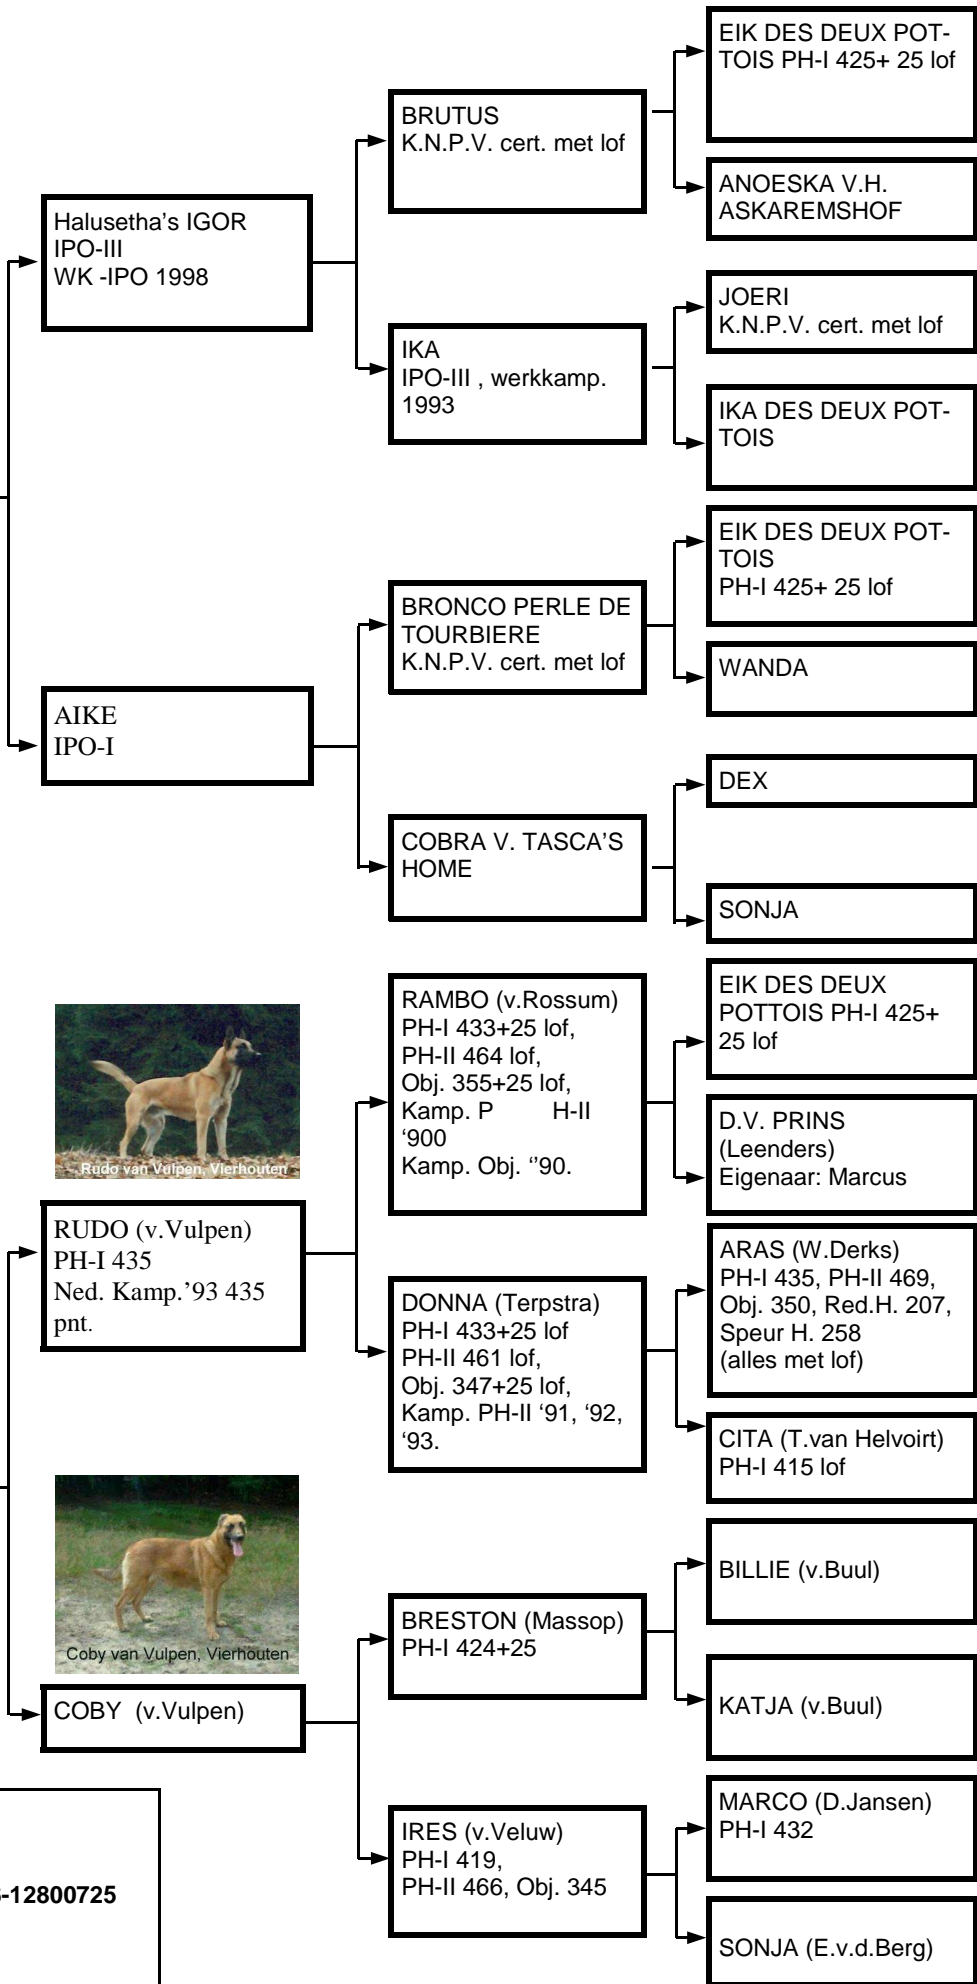 EIK DES DEUX POT-
TOIS PH-I 425+ 25 lof
BRUTUS
K.N.P.V. cert. met lof
ANOESKA V.H.
ASKAREMSHOF
Halusetha's IGOR
IPO-III
WK -IPO 1998
JOERI
K.N.P.V. cert. met lof
IKA
IPO-III , werkkamp.
1993
IKA DES DEUX POT-
TOIS
EIK DES DEUX POT-
TOIS
PH-I 425+ 25 lof
BRONCO PERLE DE
TOURBIERE
K.N.P.V. cert. met lof
WANDA
AIKE
IPO-I
DEX
COBRA V. TASCA'S
HOME
SONJA
EIK DES DEUX
POTTOIS PH-I 425+
25 lof
RAMBO (v.Rossum)
PH-I 433+25 lof,
PH-II 464 lof,
Obj. 355+25 lof,
Kamp. P H-II
‘900
Kamp. Obj. ‘’90.
D.V. PRINS
(Leenders)
Eigenaar: Marcus
Rudo van Vulpen, Vierhouten
RUDO (v.Vulpen)
PH-I 435
Ned. Kamp.’93 435
pnt.
ARAS (W.Derks)
PH-I 435, PH-II 469,
Obj. 350, Red.H. 207,
Speur H. 258
(alles met lof)
DONNA (Terpstra)
PH-I 433+25 lof
PH-II 461 lof,
Obj. 347+25 lof,
Kamp. PH-II ‘91, ‘92,
‘93.
CITA (T.van Helvoirt)
PH-I 415 lof
Coby van Vulpen, Vierhouten
COBY (v.Vulpen)
BILLIE (v.Buul)
BRESTON (Massop)
PH-I 424+25
KATJA (v.Buul)
MARCO (D.Jansen)
PH-I 432
IRES (v.Veluw)
PH-I 419,
PH-II 466, Obj. 345
SONJA (E.v.d.Berg)
-12800725